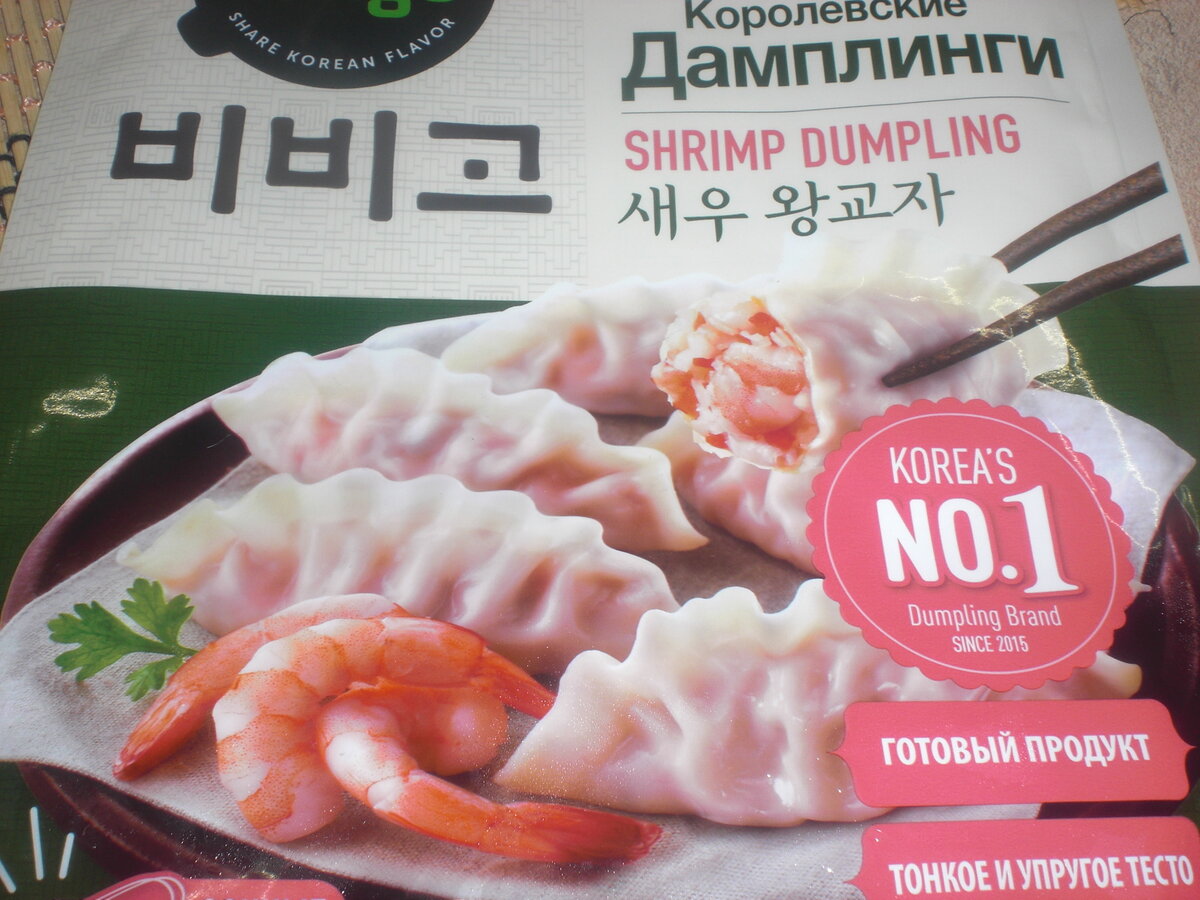 SHARE KOREAN FLAVOR
비비고
Королевские
Дамплинги
SHRIMP DUMPLING
새우 왕교자
KOREA'S
NO.1
Dumpling Brand
SINCE 2015
ГОТОВЫЙ ПРОДУКТ
ТОНКОЕ И УПРУГОЕ ТЕСТО